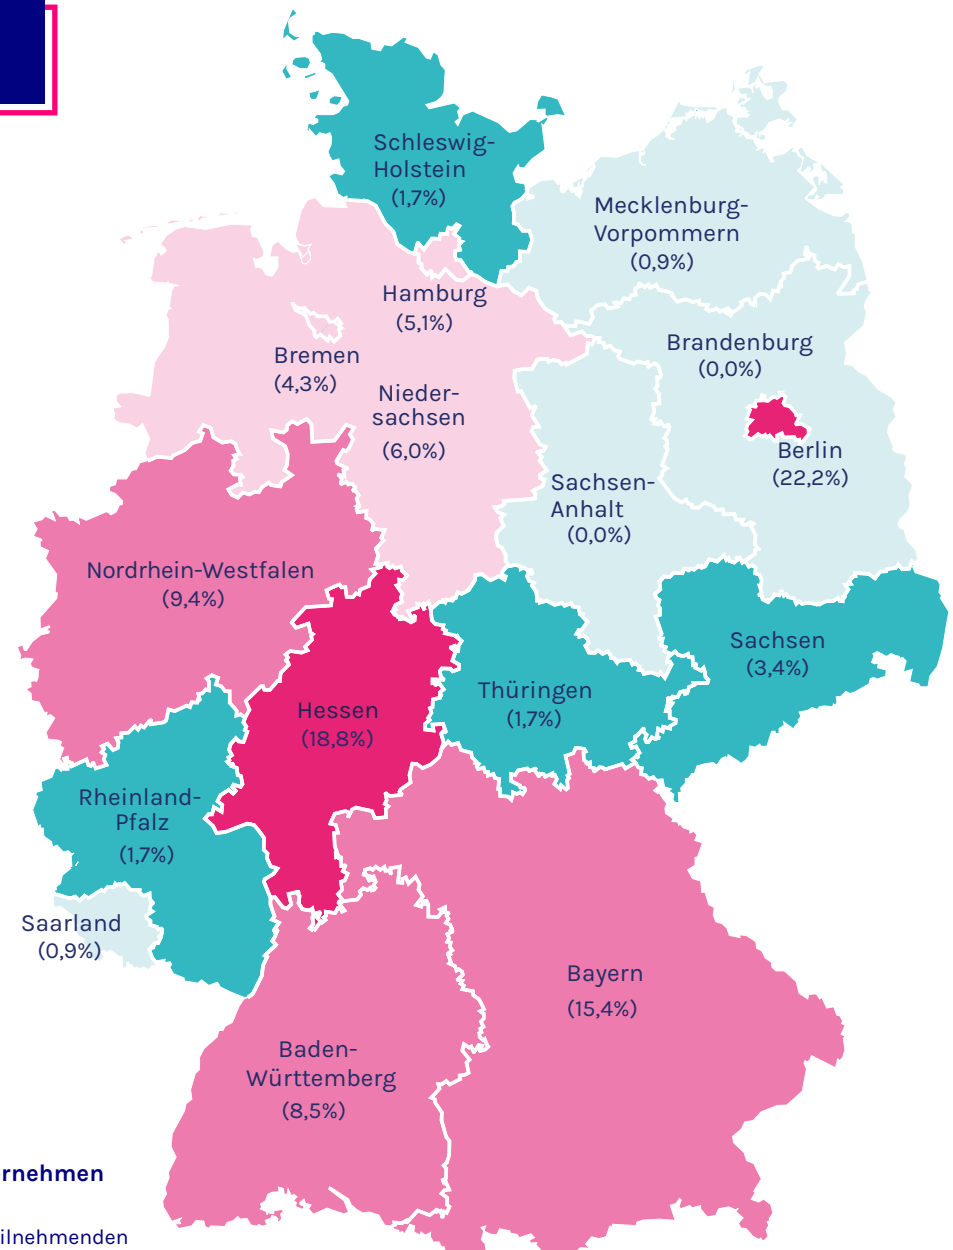 Schleswig-
Holstein
(1,7%)
Mecklenburg-
Vorpommern
(0,9%)
Hamburg
(5,1%)
Bremen
(4,3%)
Brandenburg
(0,0%)
Nieder-
sachsen
(6,0%)
Berlin
(22,2%)
Sachsen-
Anhalt
(0,0%)
Nordrhein-Westfalen
(9,4%)
Sachsen
(3,4%)
Thüringen
(1,7%)
Hessen
(18,8%)
Rheinland-
Pfalz
(1,7%)
Saarland
(0,9%)
Bayern
(15,4%)
Baden-
Württemberg
(8,5%)
rnehmen
ilnehmenden